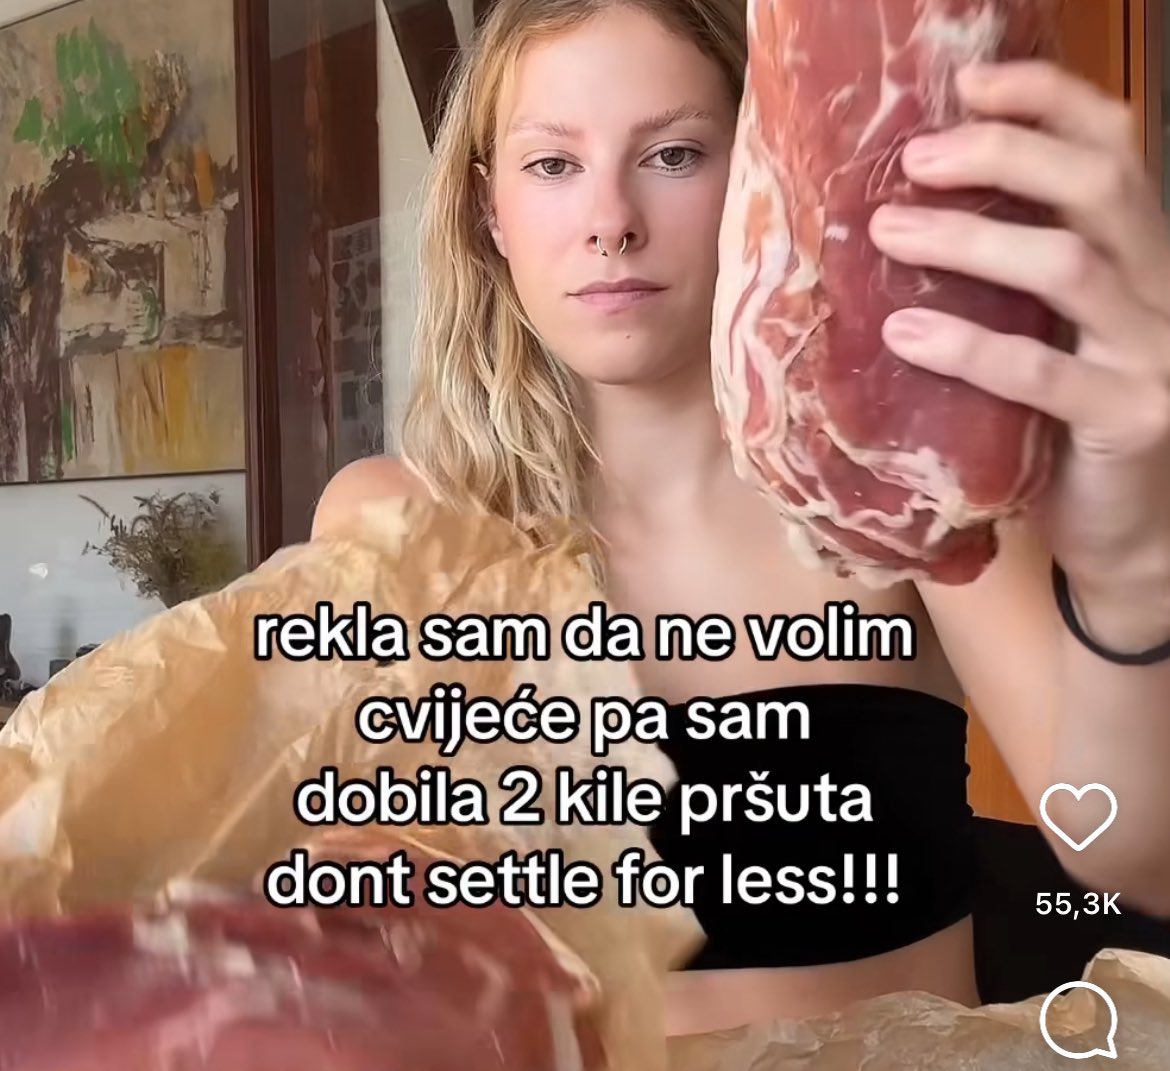 rekla sam da ne volim
cvijeće pa sam
dobila 2 kile pršuta
dont settle for less!!!
55,3K